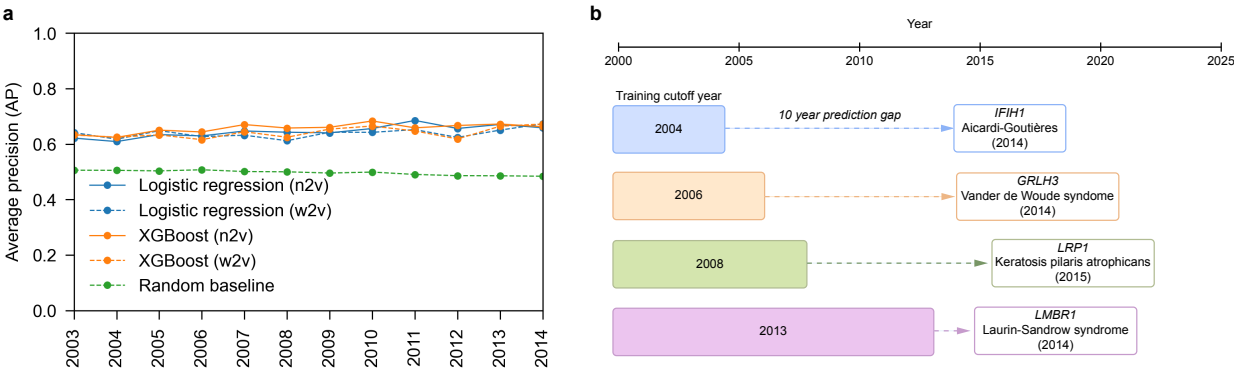 a
Average precision (AP)
1.0
0.8
0.6
0.4
0.2
0.0
Logistic regression (n2v)
Logistic regression (w2v)
XGBoost (n2v)
XGBoost (w2v)
Random baseline
2003
2004
2005
2006
2007
2008
2009
2010
2011
2012
2013
2014
b
Year
2000
2005
2010
2015
2020
2025
Training cutoff year
2004
10 year prediction gap
IFIH1
Aicardi-Goutières
(2014)
2006
GRLH3
Vander de Woude syndome
(2014)
2008
LRP1
Keratosis pilaris atrophicans
(2015)
2013
LMBR1
Laurin-Sandrow syndrome
(2014)